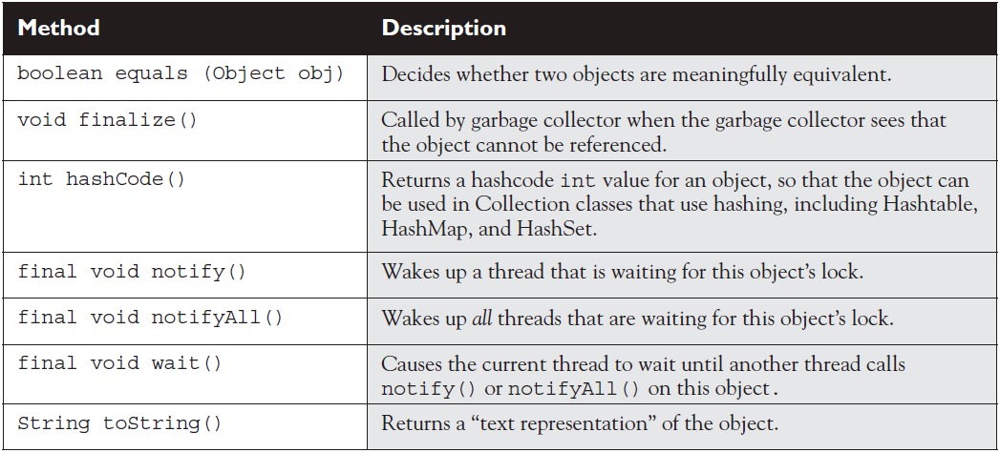 Method Description
boolean equals (Object obj) Decides whether two objects are meaningfully equivalent.
void finalize() Called by garbage collector when the garbage collector sees that
the object cannot be referenced.
int hashCode() Returns a hashcode int value for an object, so that the object can
be used in Collection classes that use hashing, including Hashtable,
HashMap, and HashSet.
final void notify() Wakes up a thread that is waiting for this object’s lock.
final void notifyAll() Wakes up all threads that are waiting for this object’s lock.
final void wait() Causes the current thread to wait until another thread calls
notify() or notifyAll() on this object.
String toString() Returns a “text representation” of the object.